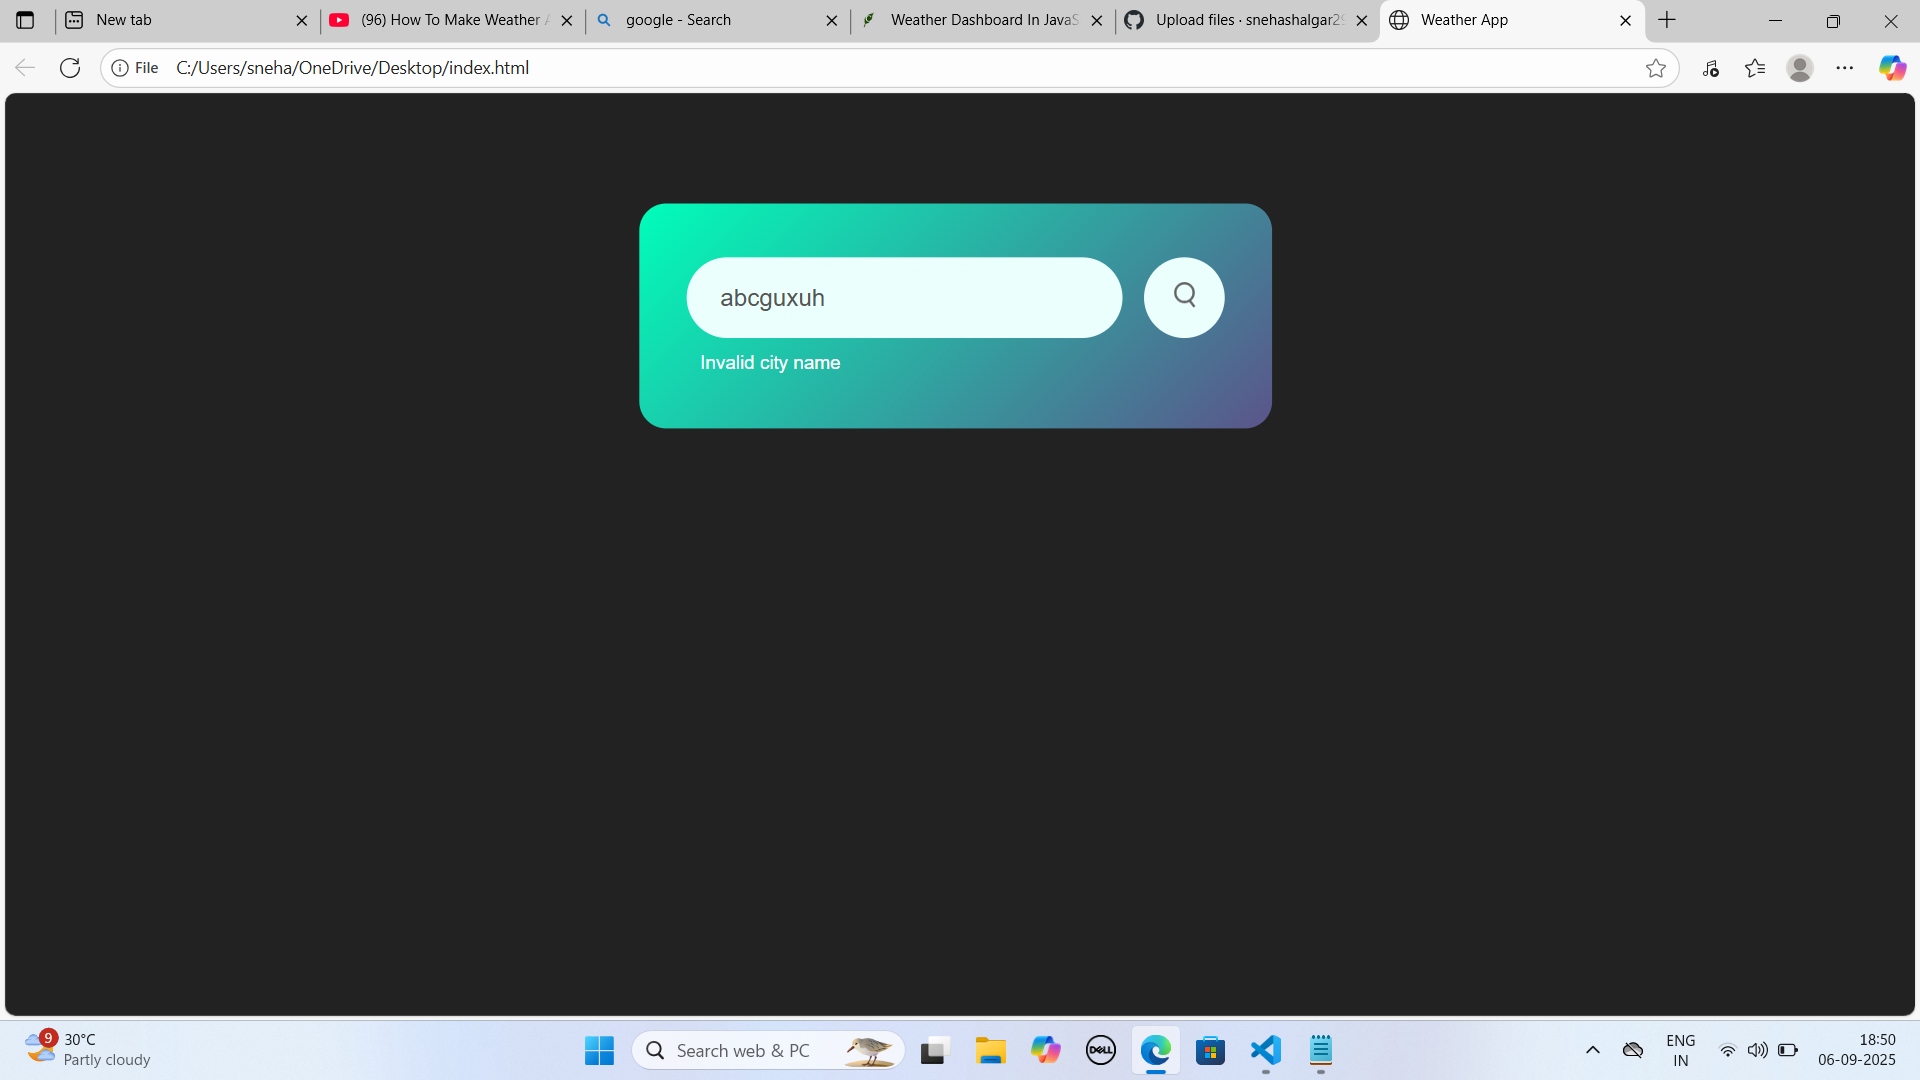 New tab
(96) How To Make Weather A
google - Search
Weather Dashboard In JavaS
Upload files · snehashalgar29
Weather App
File C:/Users/sneha/OneDrive/Desktop/index.html
abcguxuh
Invalid city name
9
30°C
Partly cloudy
Search web & PC
DELL
ENG
IN
18:50
06-09-2025